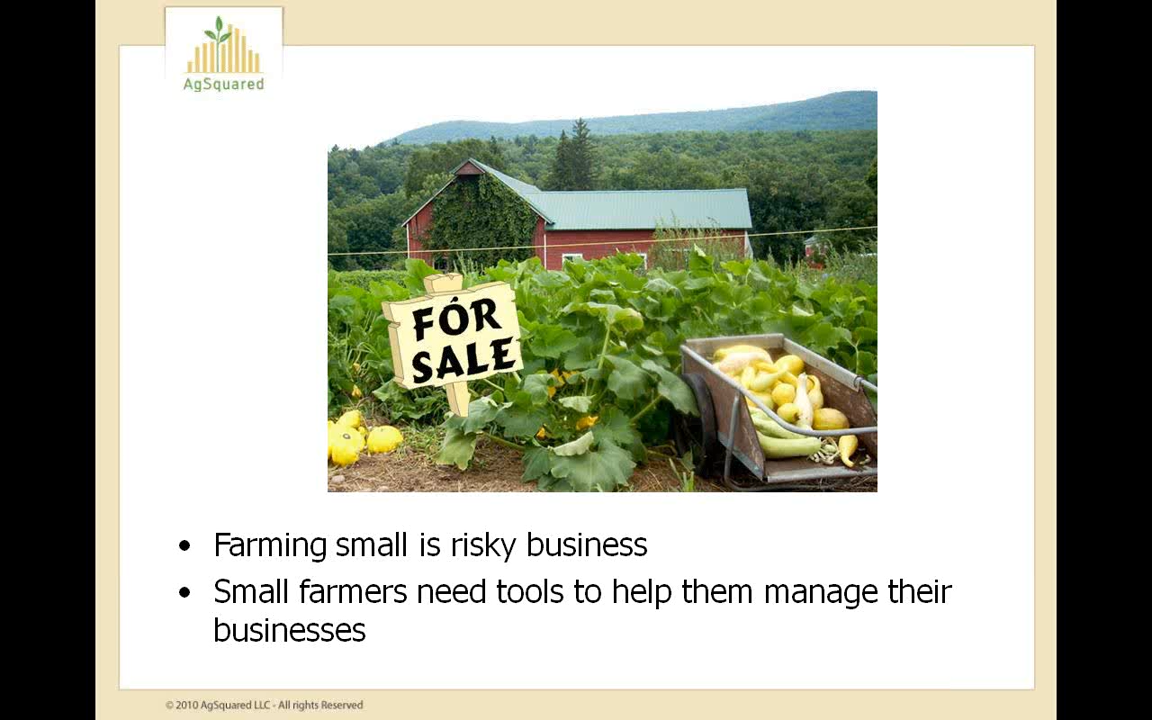 AgSquared
FÓR
SALE
• Farming small is risky business
• Small farmers need tools to help them manage their
businesses
© 2010 AgSquared LLC - All rights Reserved